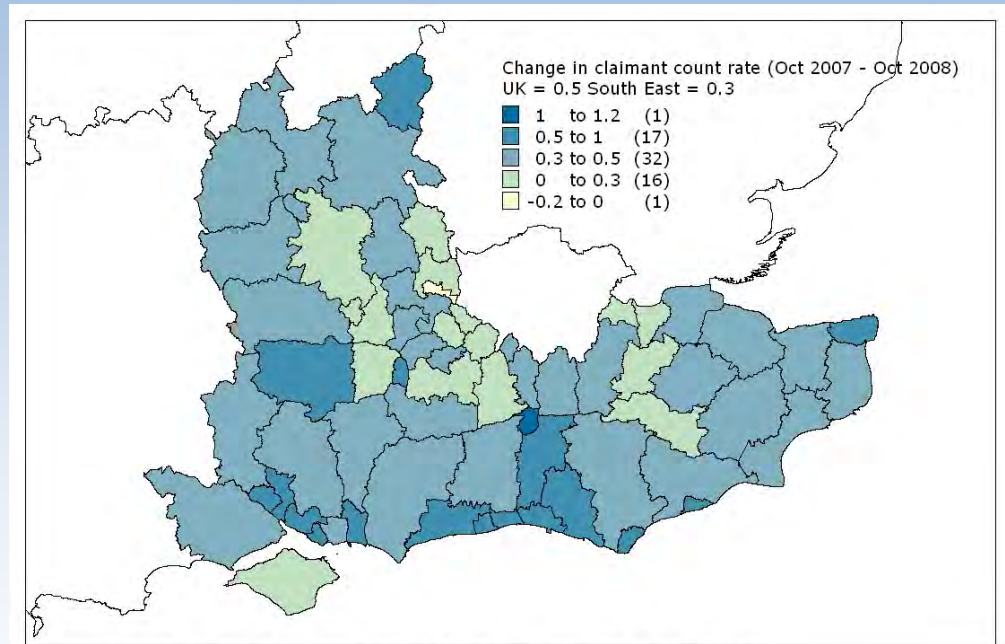 Change in claimant count rate (Oct 2007 - Oct 2008)
UK = 0.5 South East = 0.3
1 to 1.2 (1)
0.5 to 1 (17)
0.3 to 0.5 (32)
0 to 0.3 (16)
-0.2 to 0 (1)